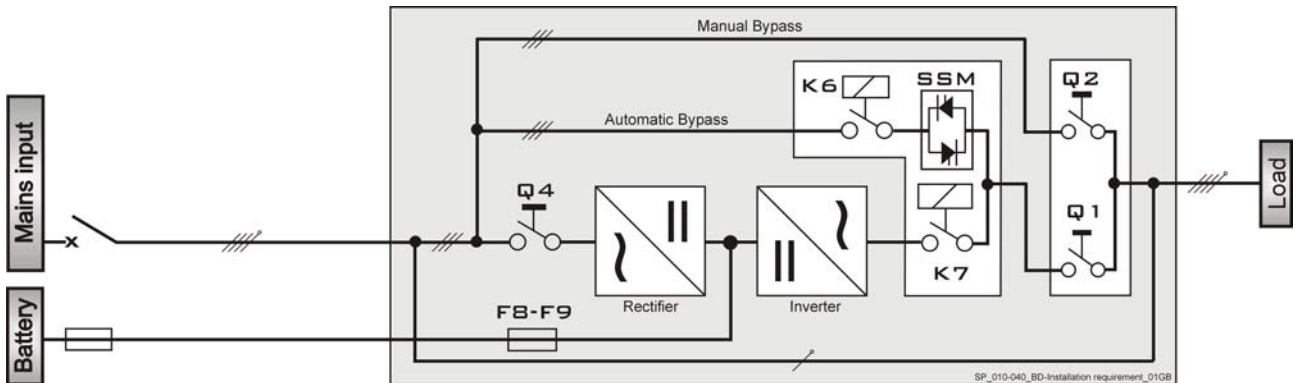 Manual Bypass
K6
SSM
Q2
Mains input
Automatic Bypass
Load
Q4
Q1
K7
Rectifier
Inverter
Battery
F8-F9
SP_010-040_BD-Installation requirement_01GB